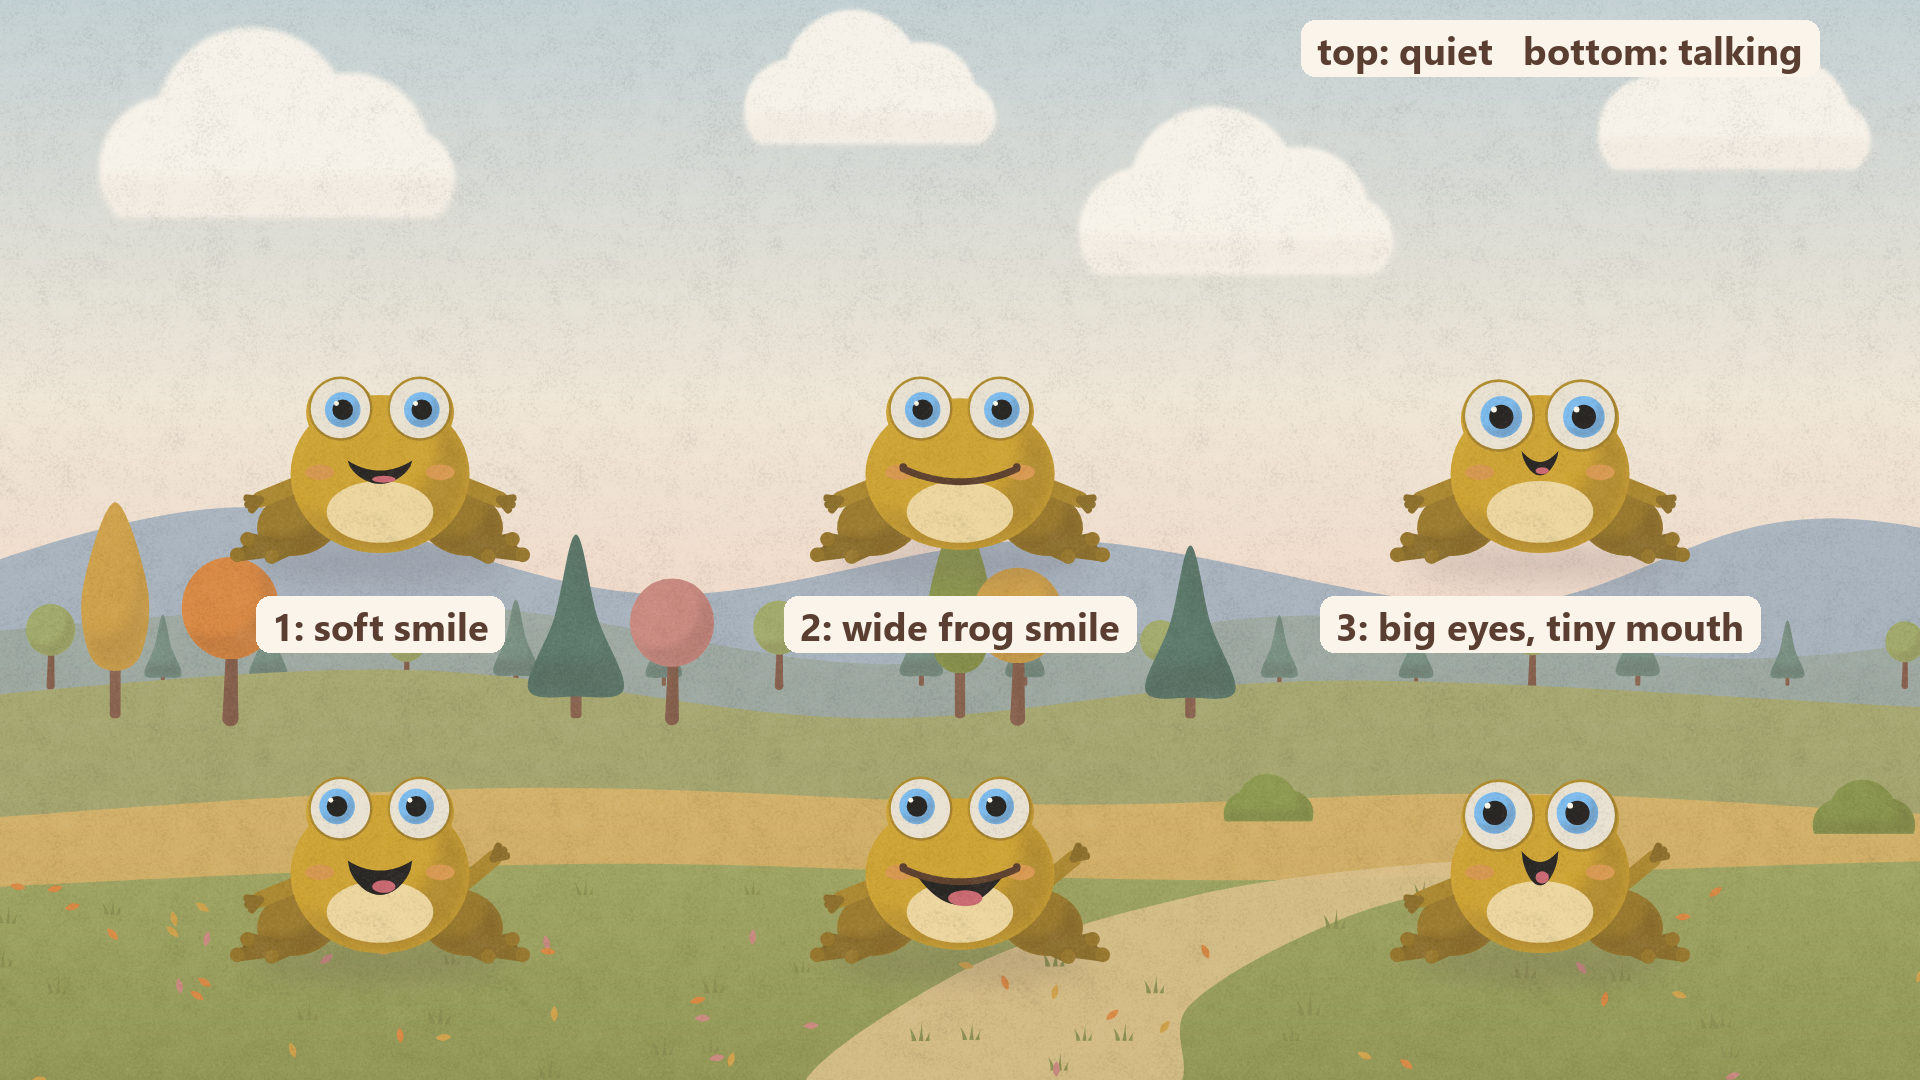 top: quiet   bottom: talking
1: soft smile
2: wide frog smile
3: big eyes, tiny mouth